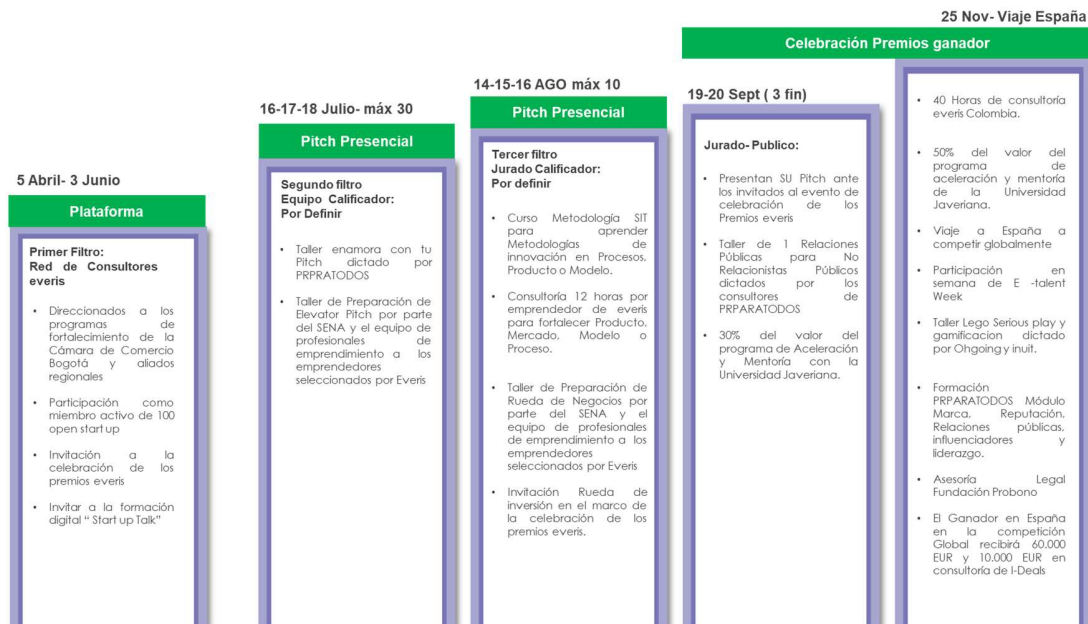 5 Abril- 3 Junio
Plataforma
Primer Filtro:
Red de Consultores
everis
• Direccionados a los
programas de
fortalecimiento de la
Cámara de Comercio
Bogotá y aliados
regionales
• Participación como
miembro activo de 100
open start up
• Invitación a la
celebración de los
premios everis
• Invitar a la formación
digital " Start up Talk"
16-17-18 Julio- máx 30
Pitch Presencial
Segundo filtro
Equipo Calificador:
Por Definir
• Taller enamora con tu
Pitch dictado por
PRPRATODOS
• Taller de Preparación de
Elevator Pitch por parte
del SENA y el equipo de
profesionales de
emprendimiento a los
emprendedores
seleccionados por Everis
14-15-16 AGO máx 10
Pitch Presencial
Tercer filtro
Jurado Calificador:
Por definir
• Curso Metodología SIT
para aprender
Metodologías de
innovación en Procesos,
Producto o Modelo.
• Consultoría 12 horas por
emprendedor de everis
para fortalecer Producto,
Mercado, Modelo o
Proceso.
• Taller de Preparación de
Rueda de Negocios por
parte del SENA y el
equipo de profesionales
de emprendimiento a los
emprendedores
seleccionados por Everis
• Invitación Rueda de
inversión en el marco de
la celebración de los
premios everis.
25 Nov- Viaje España
Celebración Premios ganador
19-20 Sept ( 3 fin)
Jurado- Publico:
• Presentan SU Pitch ante
los invitados al evento de
celebración de los
Premios everis
• Taller de 1 Relaciones
Públicas para No
Relacionistas Públicos
dictados por los
consultores de
PRPARATODOS
• 30% del valor del
programa de Aceleración
y Mentoría con la
Universidad Javeriana.
• 40 Horas de consultoría
everis Colombia.
• 50% del valor del
programa de
aceleración y mentoría
de la Universidad
Javeriana.
• Viaje a España a
competir globalmente
• Participación en
semana de E -talent
Week
• Taller Lego Serious play y
gamificacion dictado
por Ohgoing y inuit.
• Formación
PRPARATODOS Módulo
Marca, Reputación,
Relaciones públicas,
influenciadores y
liderazgo.
• Asesoría Legal
Fundación Probono
• El Ganador en España
en la competición
Global recibirá 60.000
EUR y 10.000 EUR en
consultoría de I-Deals